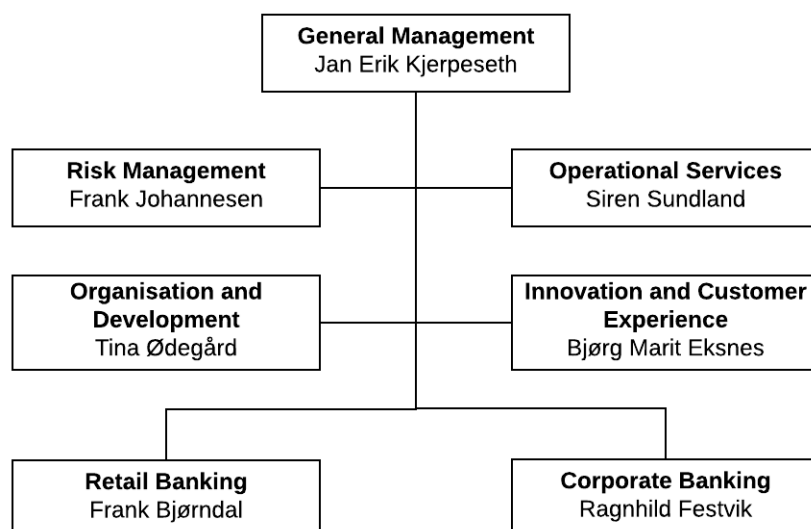 General Management
Jan Erik Kjerpeseth
Risk Management
Frank Johannesen
Operational Services
Siren Sundland
Organisation and
Development
Tina Ødegård
Innovation and Customer
Experience
Bjørg Marit Eksnes
Retail Banking
Frank Bjørndal
Corporate Banking
Ragnhild Festvik